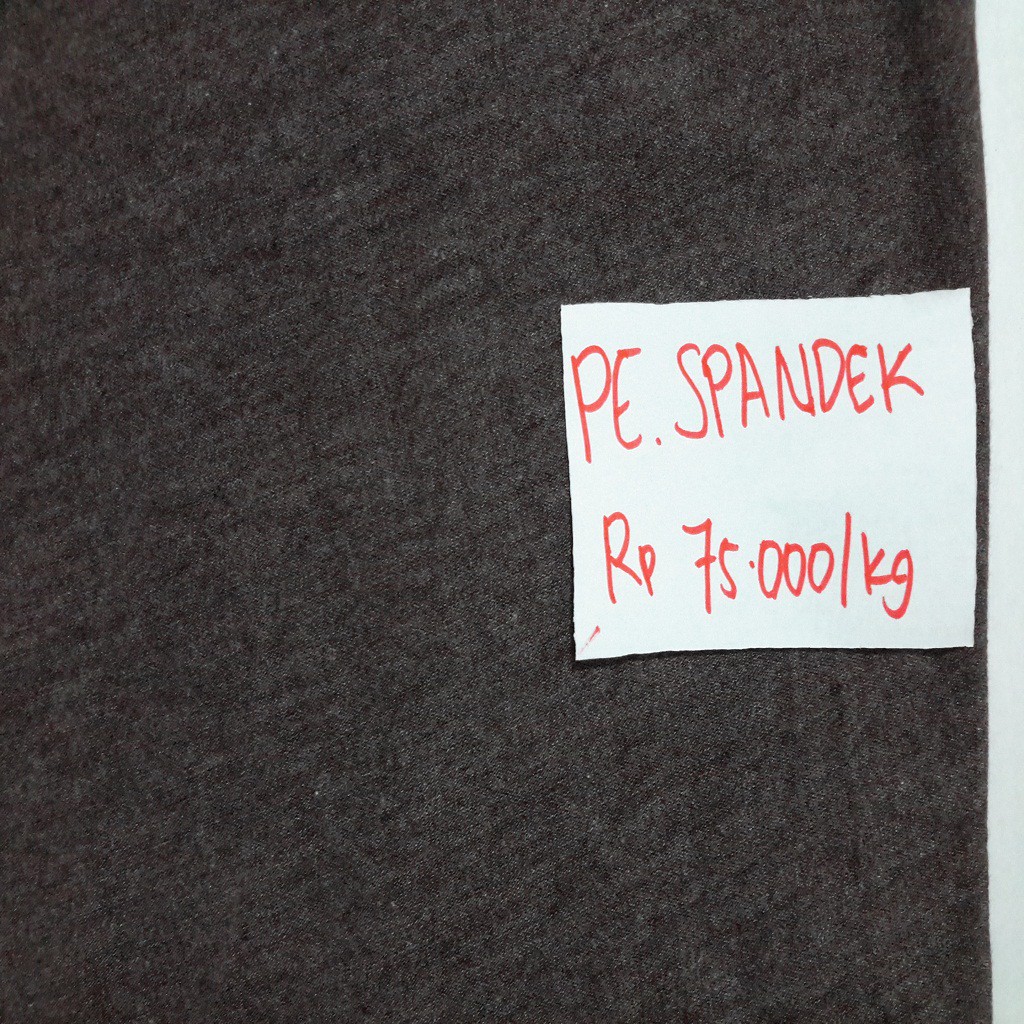 PE. SPANDEK
Rp 75.000/kg